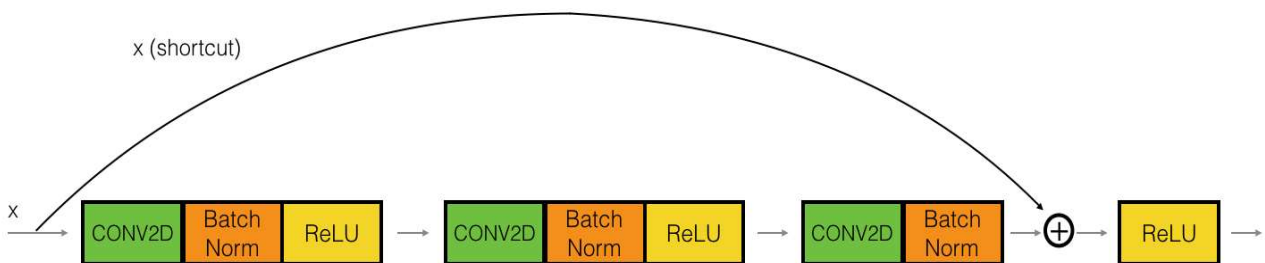 x (shortcut)
x
CONV2D
Batch
Norm
ReLU
CONV2D
Batch
Norm
ReLU
CONV2D
Batch
Norm
+
ReLU